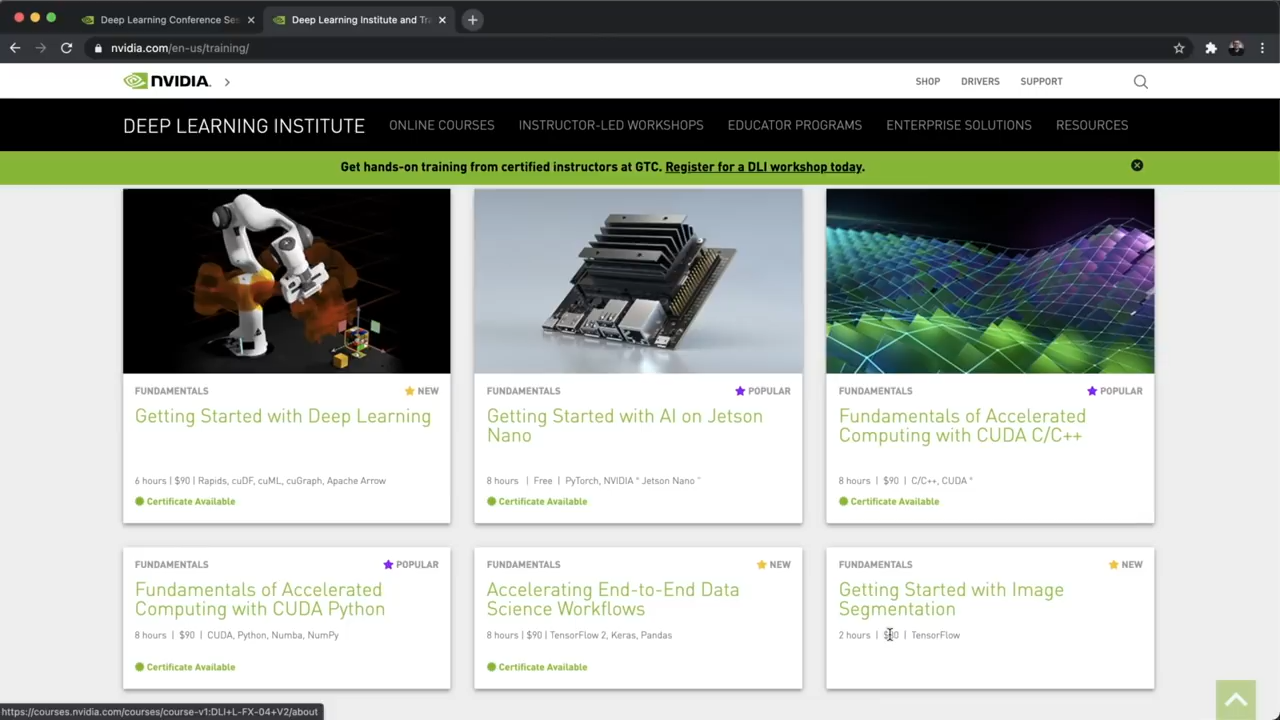 Deep Learning Conference Ses
Deep Learning Institute and Tra
nvidia.com/en-us/training/
NVIDIA.
SHOP DRIVERS SUPPORT
DEEP LEARNING INSTITUTE ONLINE COURSES INSTRUCTOR-LED WORKSHOPS EDUCATOR PROGRAMS ENTERPRISE SOLUTIONS RESOURCES
Get hands-on training from certified instructors at GTC. Register for a DLI workshop today.
FUNDAMENTALS NEW
Getting Started with Deep Learning
6 hours | $90 | Rapids, cuDF, cuML, cuGraph, Apache Arrow
Certificate Available
FUNDAMENTALS POPULAR
Getting Started with AI on Jetson
Nano
8 hours | Free | PyTorch, NVIDIA ® Jetson Nano ™
Certificate Available
FUNDAMENTALS POPULAR
Fundamentals of Accelerated
Computing with CUDA C/C++
8 hours | $90 | C/C++, CUDA ®
Certificate Available
FUNDAMENTALS POPULAR
Fundamentals of Accelerated
Computing with CUDA Python
8 hours | $90 | CUDA, Python, Numba, NumPy
Certificate Available
FUNDAMENTALS NEW
Accelerating End-to-End Data
Science Workflows
8 hours | $90 | TensorFlow 2, Keras, Pandas
Certificate Available
FUNDAMENTALS NEW
Getting Started with Image
Segmentation
2 hours | | TensorFlow
https://courses.nvidia.com/courses/course-v1:DLI+L-FX-04+V2/about